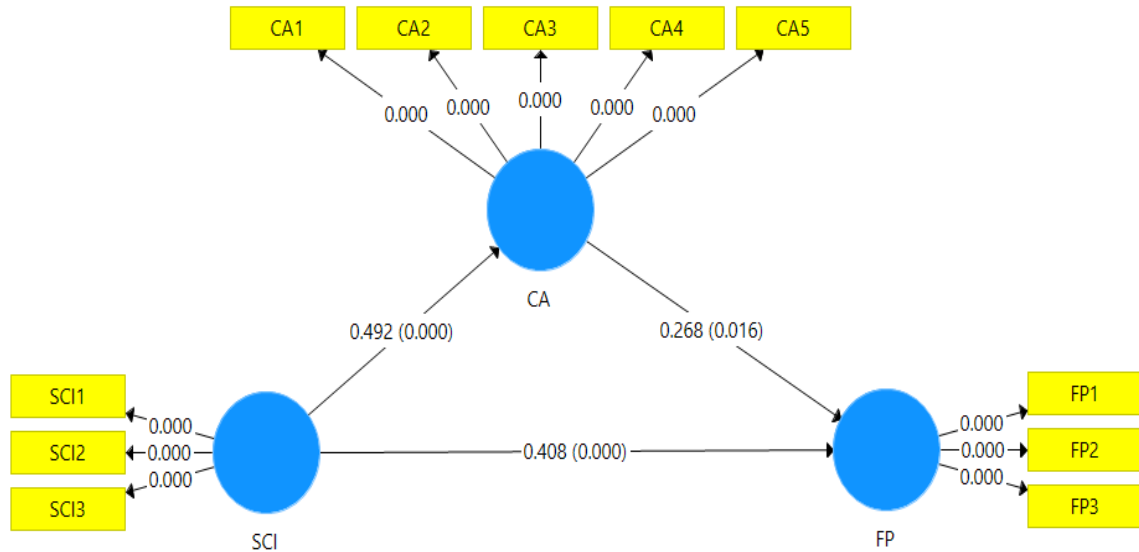 CA1 CA2 CA3 CA4 CA5
0.000 0.000 0.000 0.000 0.000
CA
0.492 (0.000) 0.268 (0.016)
SCI1 0.000
SCI2 0.000
SCI3 0.000
SCI
0.408 (0.000)
0.000 FP1
0.000 FP2
0.000 FP3
FP